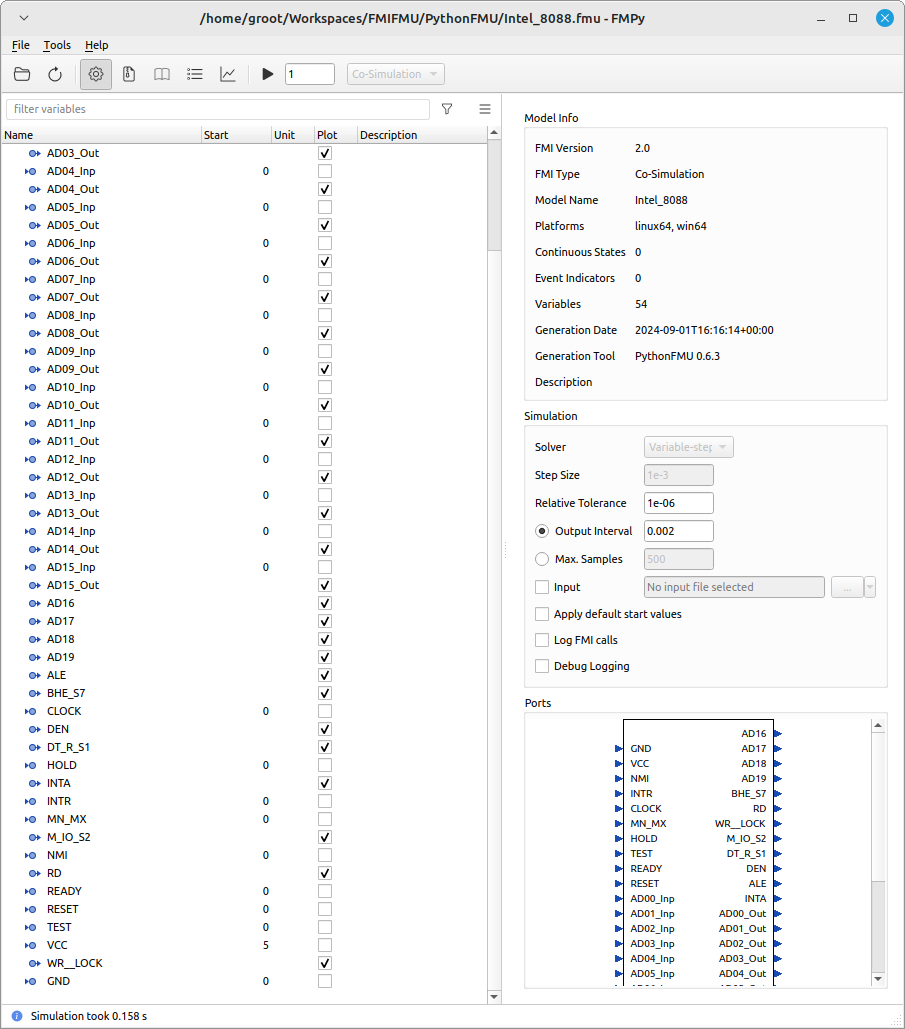 /home/groot/Workspaces/FMIFMU/PythonFMU/Intel_8088.fmu - FMPy
File Tools Help
1 Co-Simulation
filter variables
Name Start Unit Plot Description
AD03_Out
AD04_Inp 0
AD04_Out
AD05_Inp 0
AD05_Out
AD06_Inp 0
AD06_Out
AD07_Inp 0
AD07_Out
AD08_Inp 0
AD08_Out
AD09_Inp 0
AD09_Out
AD10_Inp 0
AD10_Out
AD11_Inp 0
AD11_Out
AD12_Inp 0
AD12_Out
AD13_Inp 0
AD13_Out
AD14_Inp 0
AD14_Out
AD15_Inp 0
AD15_Out
AD16
AD17
AD18
AD19
ALE
BHE_S7
CLOCK 0
DEN
DT_R_S1
HOLD 0
INTA
INTR 0
MN_MX 0
M_IO_S2
NMI 0
RD
READY 0
RESET 0
TEST 0
VCC 5
WR__LOCK
GND 0
Model Info
FMI Version 2.0
FMI Type Co-Simulation
Model Name Intel_8088
Platforms linux64, win64
Continuous States 0
Event Indicators 0
Variables 54
Generation Date 2024-09-01T16:16:14+00:00
Generation Tool PythonFMU 0.6.3
Description
Simulation
Solver Variable-step
Step Size 1e-3
Relative Tolerance 1e-06
Output Interval 0.002
Max. Samples 500
Input No input file selected ...
Apply default start values
Log FMI calls
Debug Logging
Ports
AD16
GND AD17
VCC AD18
NMI AD19
INTR BHE_S7
CLOCK RD
MN_MX WR__LOCK
HOLD M_IO_S2
TEST DT_R_S1
READY DEN
RESET ALE
AD00_Inp INTA
AD01_Inp AD00_Out
AD02_Inp AD01_Out
AD03_Inp AD02_Out
AD04_Inp AD03_Out
AD05_Inp AD04_Out
Simulation took 0.158 s